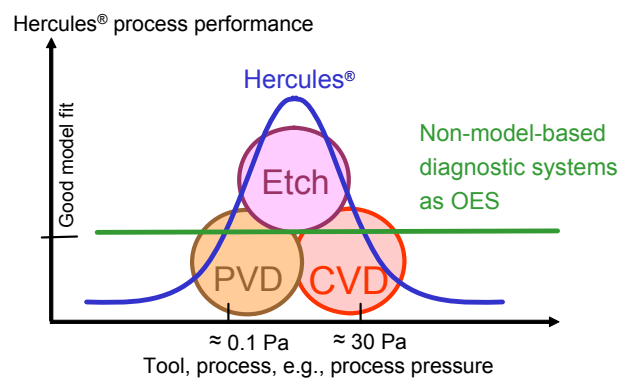 Hercules® process performance
Hercules®
Non-model-based
diagnostic systems
as OES
Good model fit
Etch
PVD
CVD
≈ 0.1 Pa
≈ 30 Pa
Tool, process, e.g., process pressure